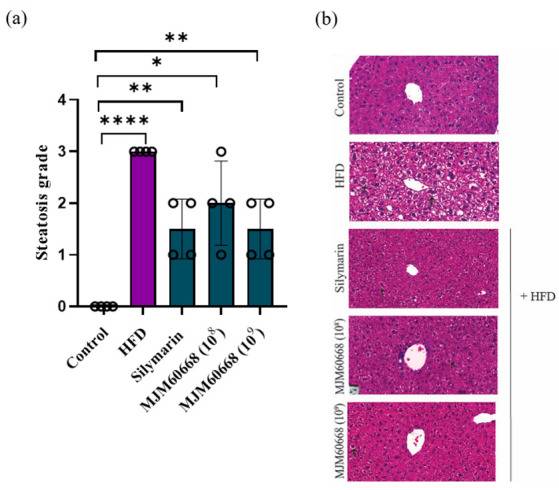 (a)
**
*
**
****
Steatosis grade
4
3
2
1
0
Control
HFD
Silymarin
MJM60668 (10⁸)
MJM60668 (10⁹)
(b)
Control
HFD
Silymarin
MJM60668 (10⁸)
MJM60668 (10⁹)
+ HFD